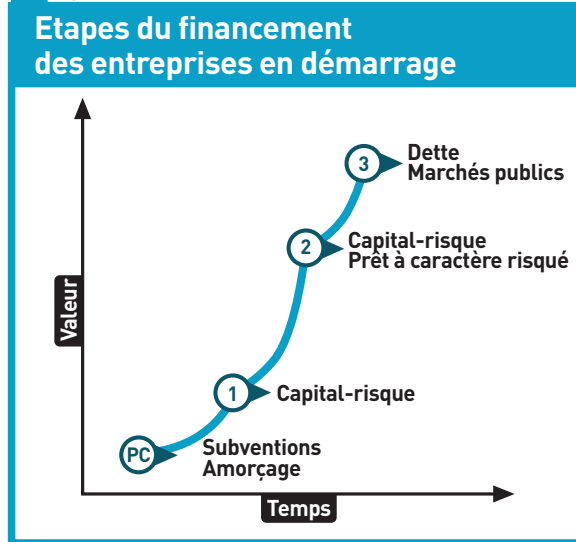 Etapes du financement
des entreprises en démarrage
3
Dette
Marchés publics
2
Capital-risque
Prêt à caractère risqué
Valeur
1
Capital-risque
PC
Subventions
Amorçage
Temps